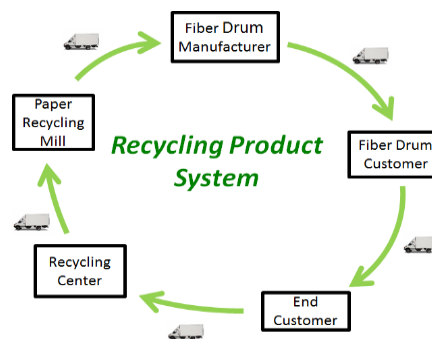 Fiber Drum
Manufacturer
Paper
Recycling
Mill
Recycling Product
System
Fiber Drum
Customer
Recycling
Center
End
Customer